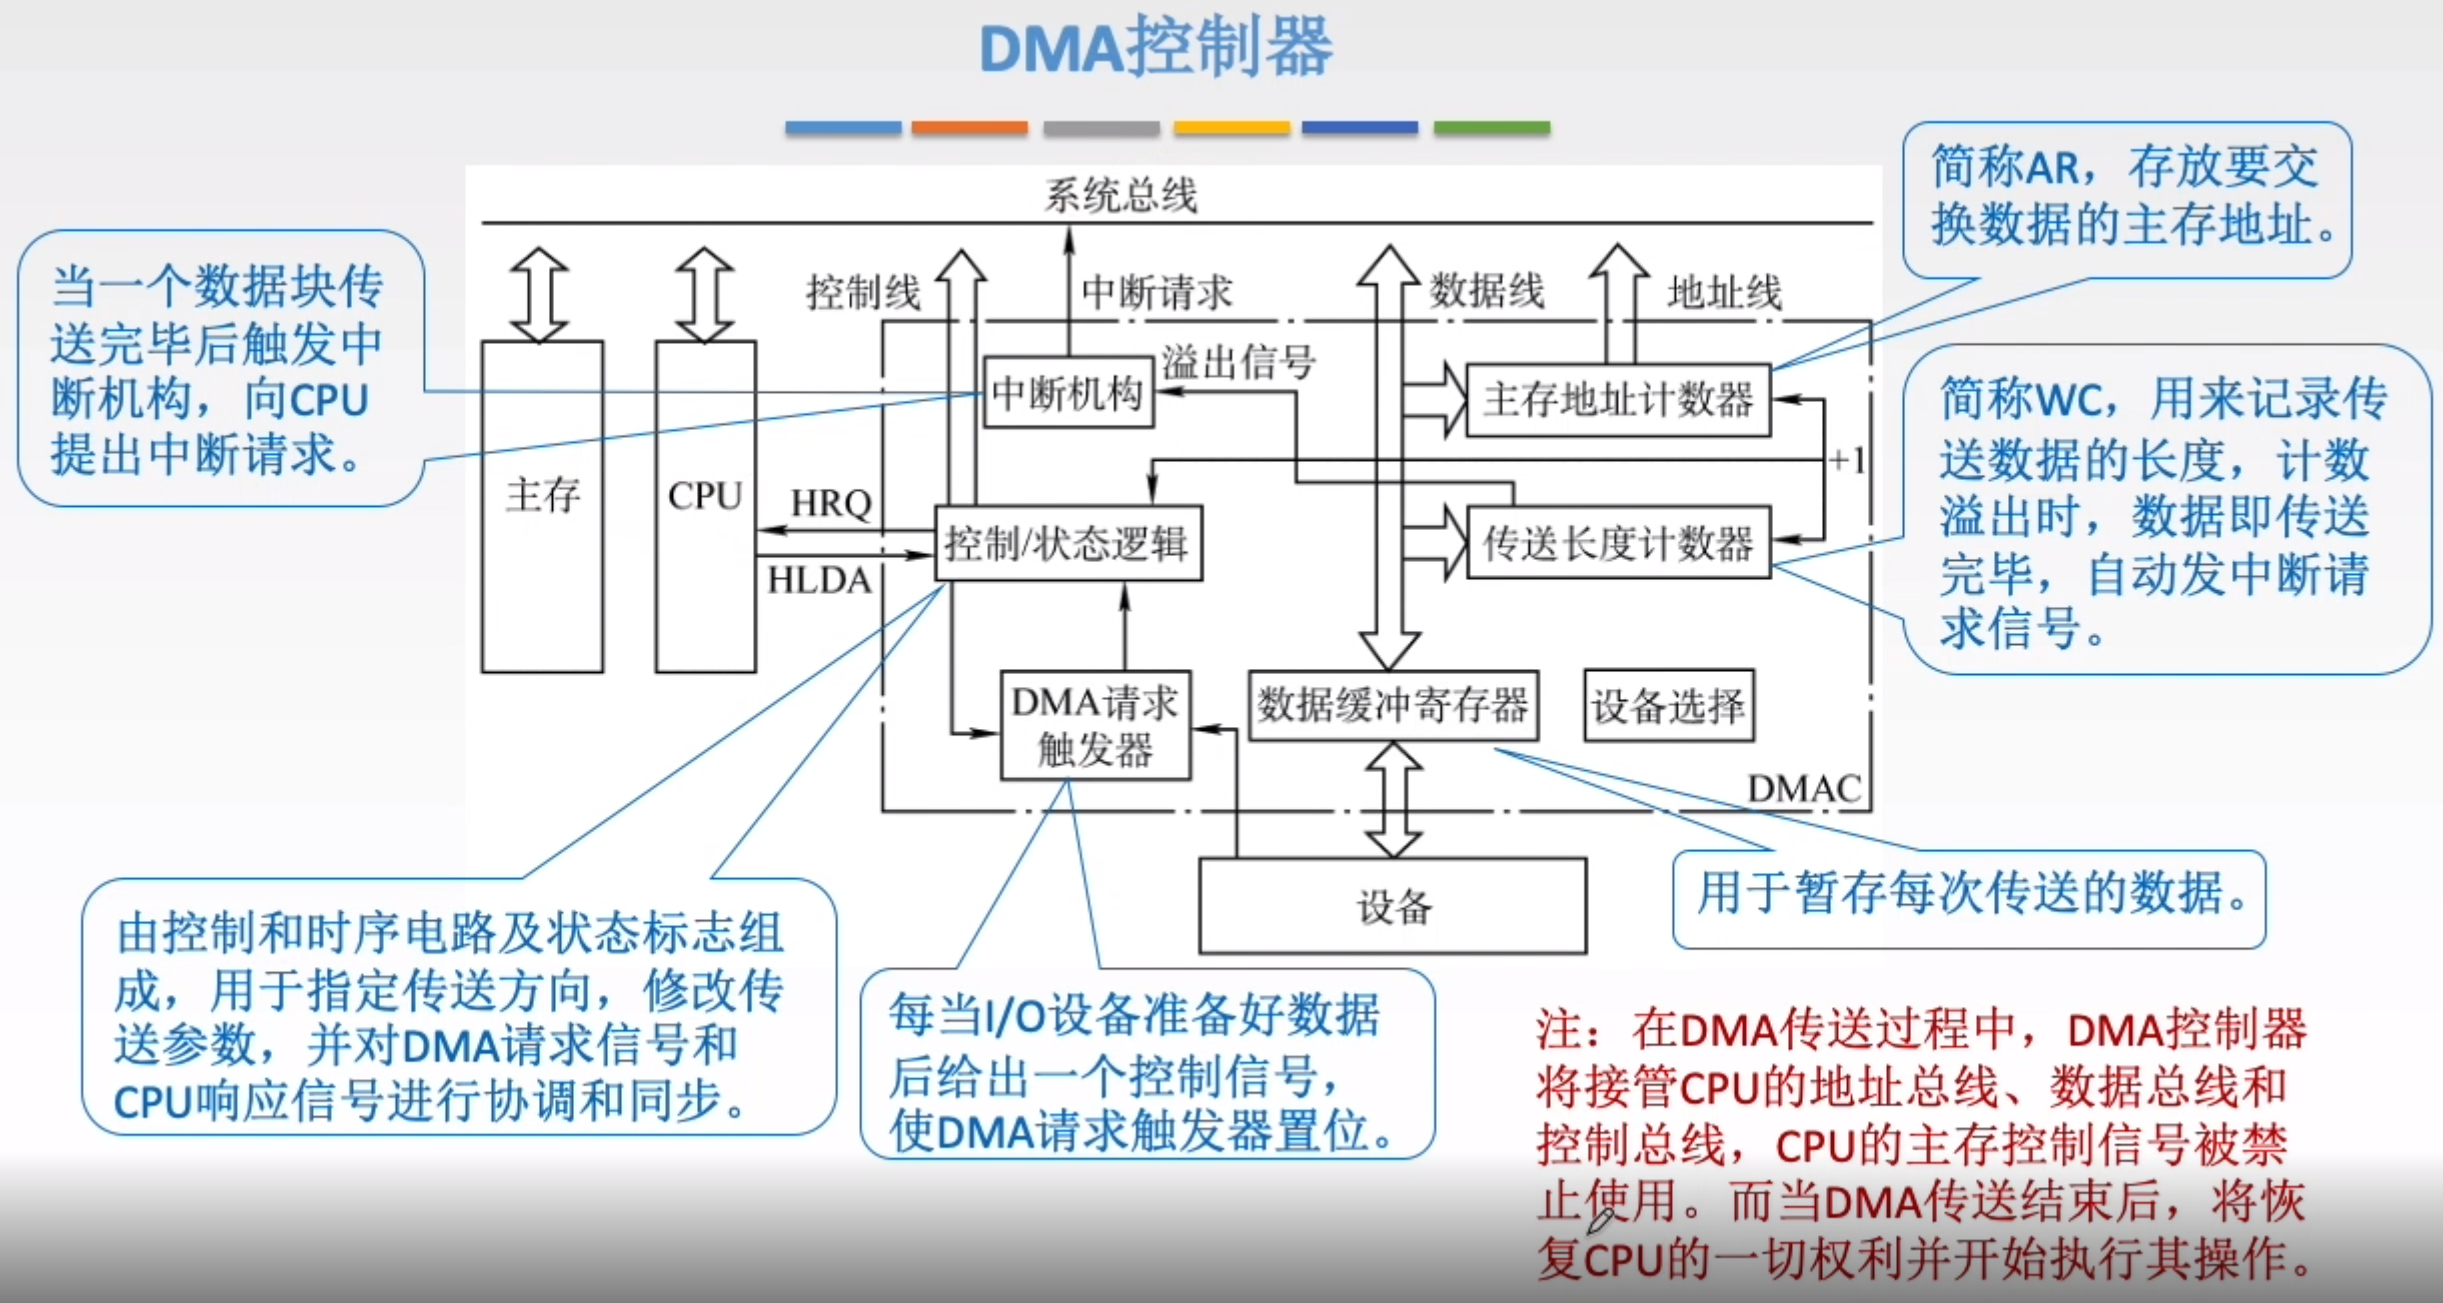 DMA控制器
系统总线
简称AR，存放要交
换数据的主存地址。
当一个数据块传
送完毕后触发中
断机构，向CPU
提出中断请求。
控制线
中断请求
数据线
地址线
溢出信号
中断机构
主存地址计数器
简称WC，用来记录传
送数据的长度，计数
溢出时，数据即传送
完毕，自动发中断请
求信号。
+1
主存
CPU
HRQ
HLDA
控制/状态逻辑
传送长度计数器
DMA请求
触发器
数据缓冲寄存器
设备选择
DMAC
设备
用于暂存每次传送的数据。
由控制和时序电路及状态标志组
成，用于指定传送方向，修改传
送参数，并对DMA请求信号和
CPU响应信号进行协调和同步。
每当I/O设备准备好数据
后给出一个控制信号，
使DMA请求触发器置位。
注：在DMA传送过程中，DMA控制器
将接管CPU的地址总线、数据总线和
控制总线，CPU的主存控制信号被禁
止使用。而当DMA传送结束后，将恢
复CPU的一切权利并开始执行其操作。